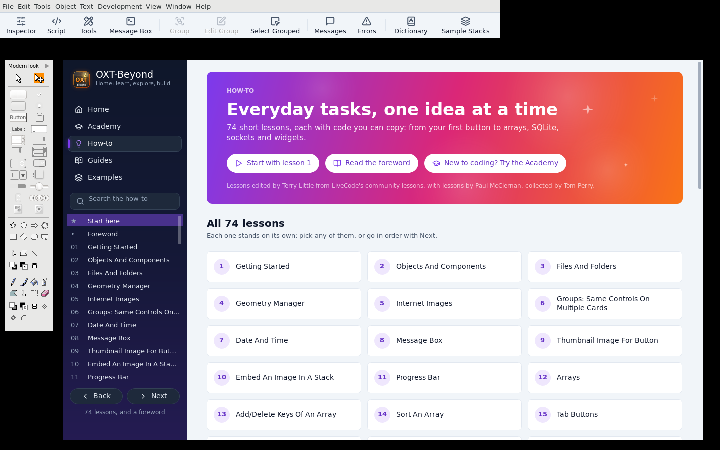 File Edit Tools Object Text Development View Window Help
Inspector Script Tools Message Box Group Edit Group Select Grouped Messages Errors Dictionary Sample Stacks
OXT-Beyond
Home: learn, explore, build
Home
Academy
How-to
Guides
Examples
Search the how-to
Start here
Foreword
01 Getting Started
02 Objects And Components
03 Files And Folders
04 Geometry Manager
05 Internet Images
06 Groups: Same Controls On...
07 Date And Time
08 Message Box
09 Thumbnail Image For But...
10 Embed An Image In A Sta...
11 Progress Bar
Back Next
74 lessons, and a foreword
HOW-TO
Everyday tasks, one idea at a time
74 short lessons, each with code you can copy: from your first button to arrays, SQLite,
sockets and widgets.
Start with lesson 1 Read the foreword New to coding? Try the Academy
Lessons edited by Terry Little from LiveCode's community lessons, with lessons by Paul McClernan, collected by Tom Perry.
All 74 lessons
Each one stands on its own: pick any of them, or go in order with Next.
1 Getting Started
2 Objects And Components
3 Files And Folders
4 Geometry Manager
5 Internet Images
6 Groups: Same Controls On
Multiple Cards
7 Date And Time
8 Message Box
9 Thumbnail Image For Button
10 Embed An Image In A Stack
11 Progress Bar
12 Arrays
13 Add/Delete Keys Of An Array
14 Sort An Array
15 Tab Buttons
Button
Label: